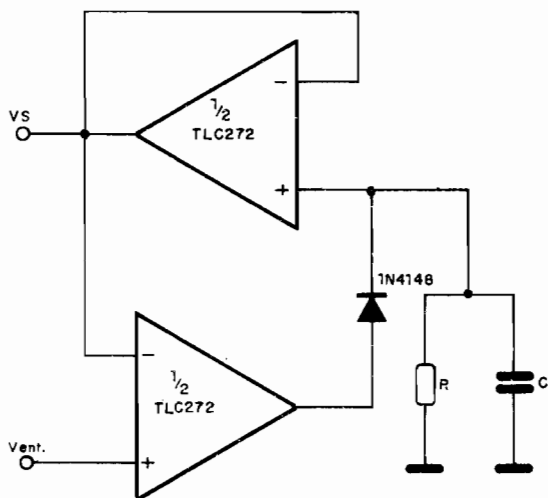 -
1/2
TLC272
VS
+
1N4148
-
1/2
TLC272
R
C
Vent.
+